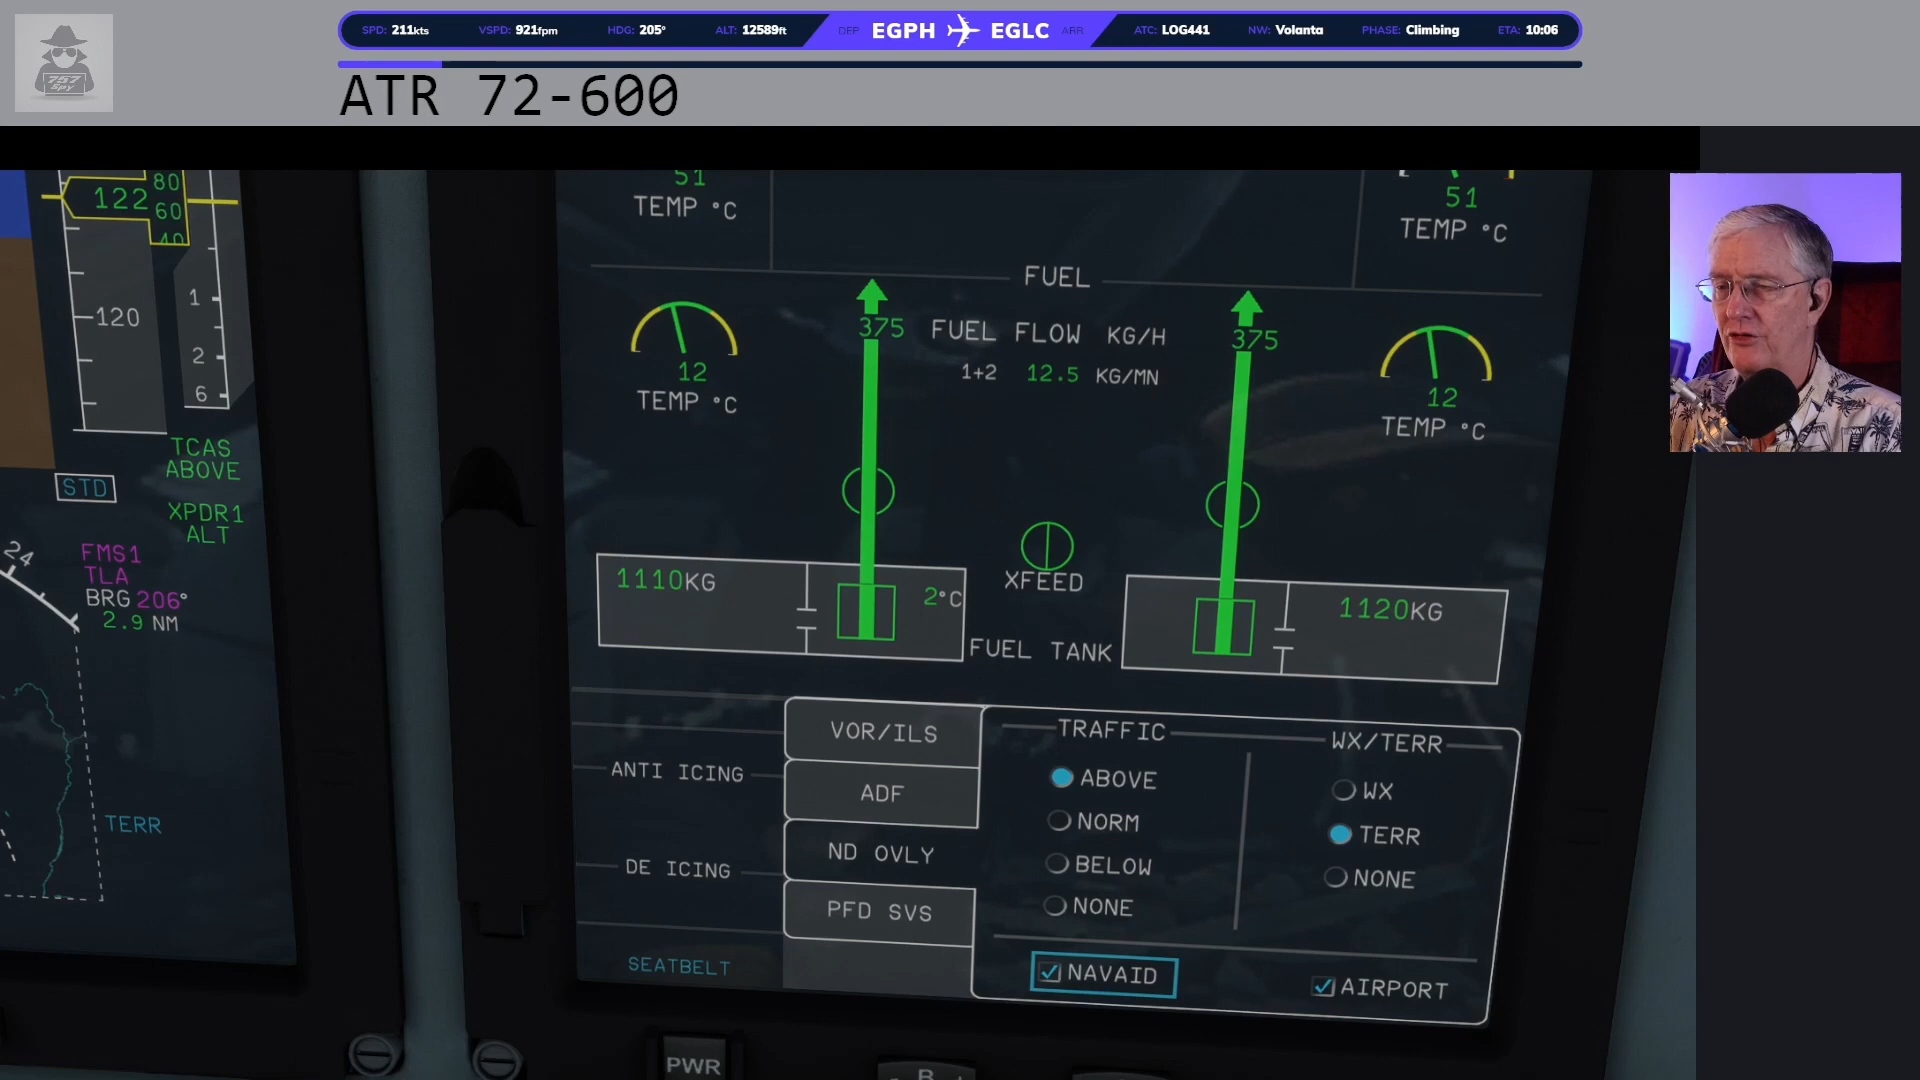 SPD: 211kts VSPD: 921fpm HDG: 205° ALT: 12589ft DEP EGPH EGLC ARR ATC: LOG441 NW: Volanta PHASE: Climbing ETA: 10:06
757
Spy
ATR 72-600
80
122
60
40
120
1
2
6
TCAS
ABOVE
STD
XPDR1
ALT
24
FMS1
TLA
BRG 206°
2.9 NM
TERR
51
TEMP °C
51
TEMP °C
FUEL
375 FUEL FLOW KG/H 375
1+2 12.5 KG/MN
12
TEMP °C
12
TEMP °C
XFEED
1110KG
2°C
1120KG
FUEL TANK
ANTI ICING
DE ICING
SEATBELT
VOR/ILS
ADF
ND OVLY
PFD SVS
TRAFFIC
ABOVE
NORM
BELOW
NONE
WX/TERR
WX
TERR
NONE
NAVAID
AIRPORT
PWR
- B +